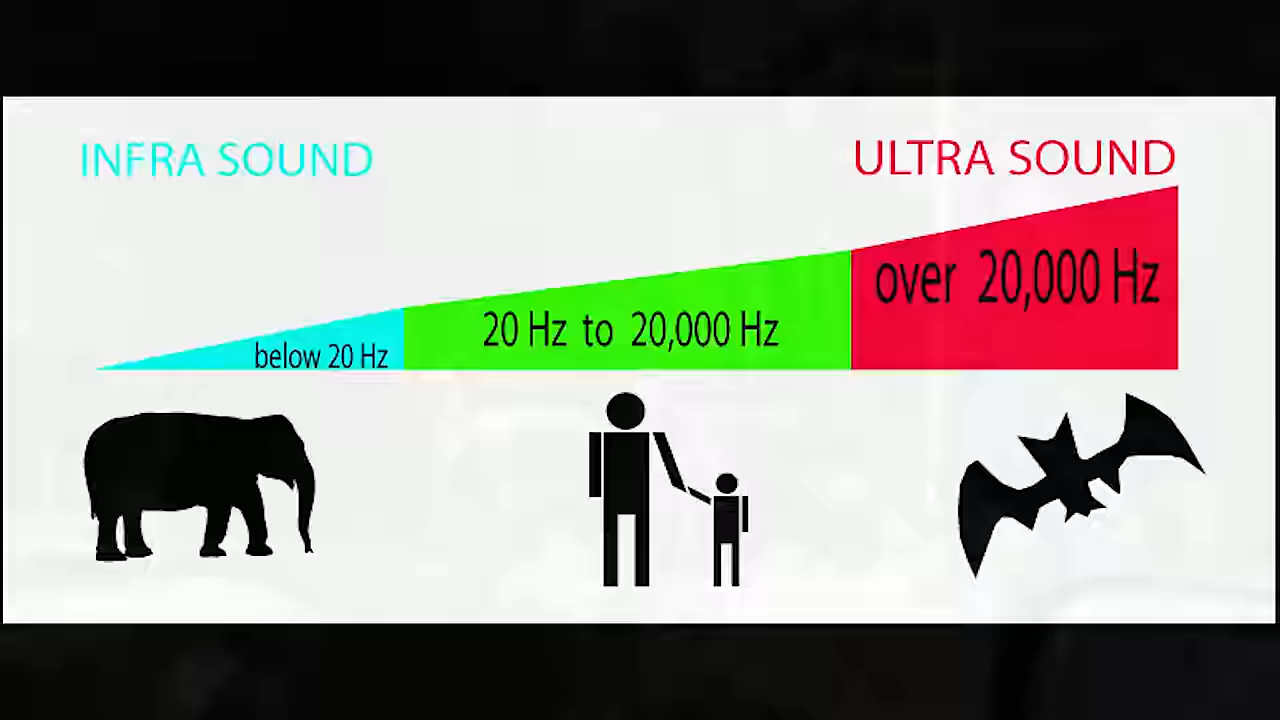 INFRA SOUND
ULTRA SOUND
below 20 Hz
20 Hz to 20,000 Hz
over 20,000 Hz